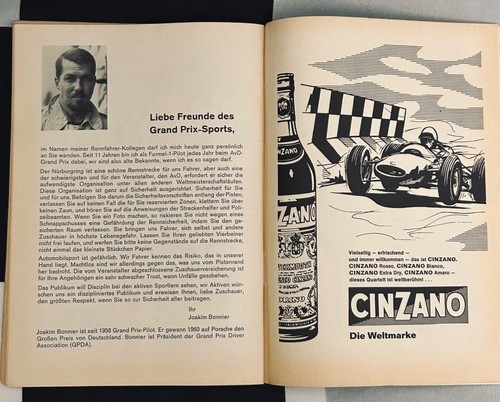 Liebe Freunde des
Grand Prix-Sports,
im Namen meiner Rennfahrer-Kollegen darf ich mich heute ganz persönlich
an Sie wenden. Seit 11 Jahren bin ich als Formel-1-Pilot jedes Jahr beim AvD-
Grand Prix dabei, wir sind also alte Bekannte, wenn ich es so sagen darf.
Der Nürburgring ist eine schöne Rennstrecke für uns Fahrer, aber auch eine
der schwierigsten und für den Veranstalter, den AvD, erfordert er sicher die
aufwendigste Organisation unter allen anderen Weltmeisterschaftsläufen.
Diese Organisation ist ganz auf Sicherheit ausgerichtet. Sicherheit für Sie
und für uns. Befolgen Sie darum die Sicherheitsvorschriften entlang der Pisten,
verlassen Sie auf keinen Fall die für Sie reservierten Zonen, klettern Sie über
keinen Zaun, und hören Sie auf die Anweisungen der Streckenhelfer und Poli-
zeibeamten. Wenn Sie ein Foto machen, so riskieren Sie nicht wegen eines
Schnappschusses eine Gefährdung der Rennsicherheit, indem Sie den ge-
sicherten Raum verlassen. Sie bringen uns Fahrer, sich selbst und andere
Zuschauer in höchste Lebensgefahr. Lassen Sie Ihren geliebten Vierbeiner
nicht frei laufen, und werfen Sie bitte keine Gegenstände auf die Rennstrecke,
nicht einmal das kleinste Stückchen Papier.
Automobilsport ist gefährlich. Wir Fahrer kennen das Risiko, das in unserer
Hand liegt. Machtlos sind wir allerdings gegen das, was uns vom Pistenrand
her bedroht. Die vom Veranstalter abgeschlossene Zuschauerversicherung ist
für Ihre Angehörigen ein sehr schwacher Trost, wenn Unfälle geschehen.
Das Publikum will Disziplin bei den aktiven Sportlern sehen, wir Aktiven wün-
schen uns ein diszipliniertes Publikum und erweisen Ihnen, liebe Zuschauer,
den größten Respekt, wenn Sie so zur Sicherheit aller beitragen.
Ihr
Joakim Bonnier
Joakim Bonnier ist seit 1956 Grand Prix-Pilot. Er gewann 1960 auf Porsche den
Großen Preis von Deutschland. Bonnier ist Präsident der Grand Prix Driver
Association (GPDA).
CINZANO
ZANO
Vielseitig – erfrischend –
und immer willkommen – das ist CINZANO.
CINZANO Rosso, CINZANO Bianco,
CINZANO Extra Dry, CINZANO Amaro –
dieses Quartett ist weltberühmt . . .
CINZANO
Die Weltmarke